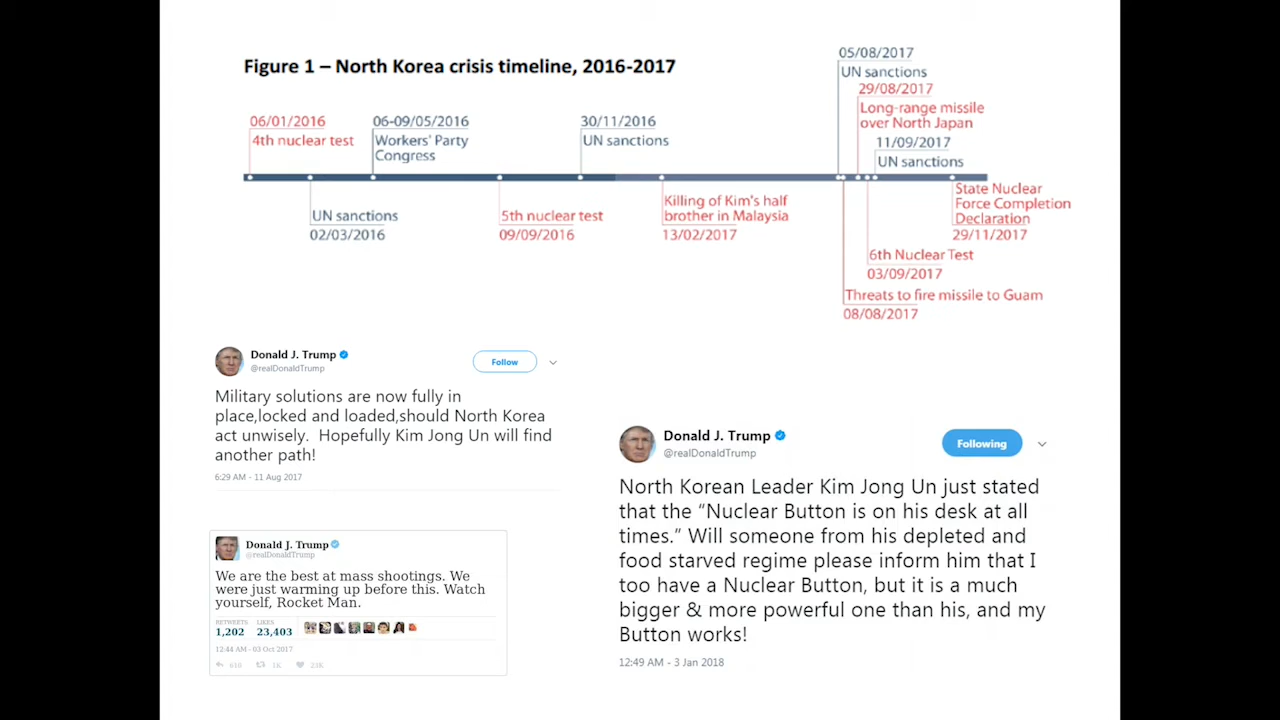 Figure 1 – North Korea crisis timeline, 2016-2017
05/08/2017
UN sanctions
29/08/2017
Long-range missile
over North Japan
11/09/2017
UN sanctions
06/01/2016
4th nuclear test
06-09/05/2016
Workers' Party
Congress
30/11/2016
UN sanctions
UN sanctions
02/03/2016
5th nuclear test
09/09/2016
Killing of Kim's half
brother in Malaysia
13/02/2017
State Nuclear
Force Completion
Declaration
29/11/2017
6th Nuclear Test
03/09/2017
Threats to fire missile to Guam
08/08/2017
Donald J. Trump
@realDonaldTrump
Follow
Military solutions are now fully in
place,locked and loaded,should North Korea
act unwisely. Hopefully Kim Jong Un will find
another path!
6:29 AM - 11 Aug 2017
Donald J. Trump
@realDonaldTrump
We are the best at mass shootings. We
were just warming up before this. Watch
yourself, Rocket Man.
RETWEETS LIKES
1,202 23,403
12:44 AM - 03 Oct 2017
616 1K 23K
Donald J. Trump
@realDonaldTrump
Following
North Korean Leader Kim Jong Un just stated
that the “Nuclear Button is on his desk at all
times.” Will someone from his depleted and
food starved regime please inform him that I
too have a Nuclear Button, but it is a much
bigger & more powerful one than his, and my
Button works!
12:49 AM - 3 Jan 2018